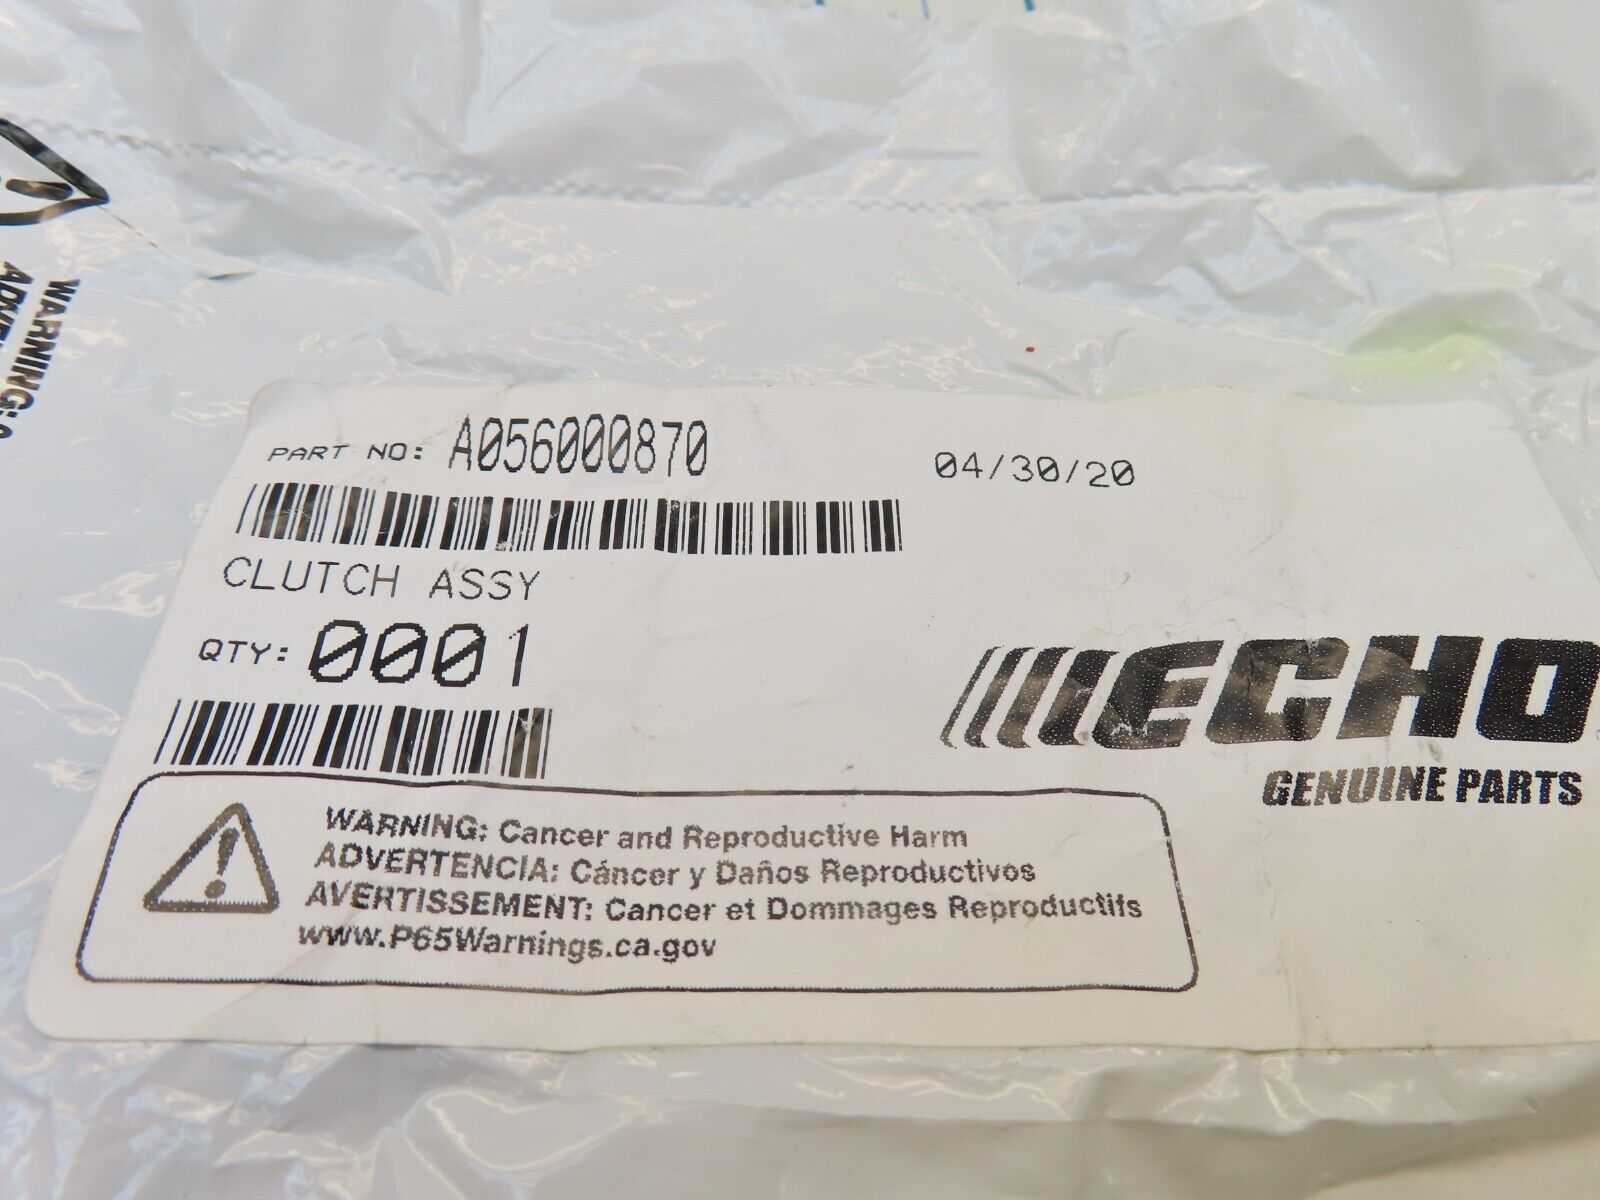 WARNING:
PART NO: A056000870
04/30/20
CLUTCH ASSY
QTY: 0001
ECHO
GENUINE PARTS
WARNING: Cancer and Reproductive Harm
ADVERTENCIA: Cáncer y Daños Reproductivos
AVERTISSEMENT: Cancer et Dommages Reproductifs
www.P65Warnings.ca.gov